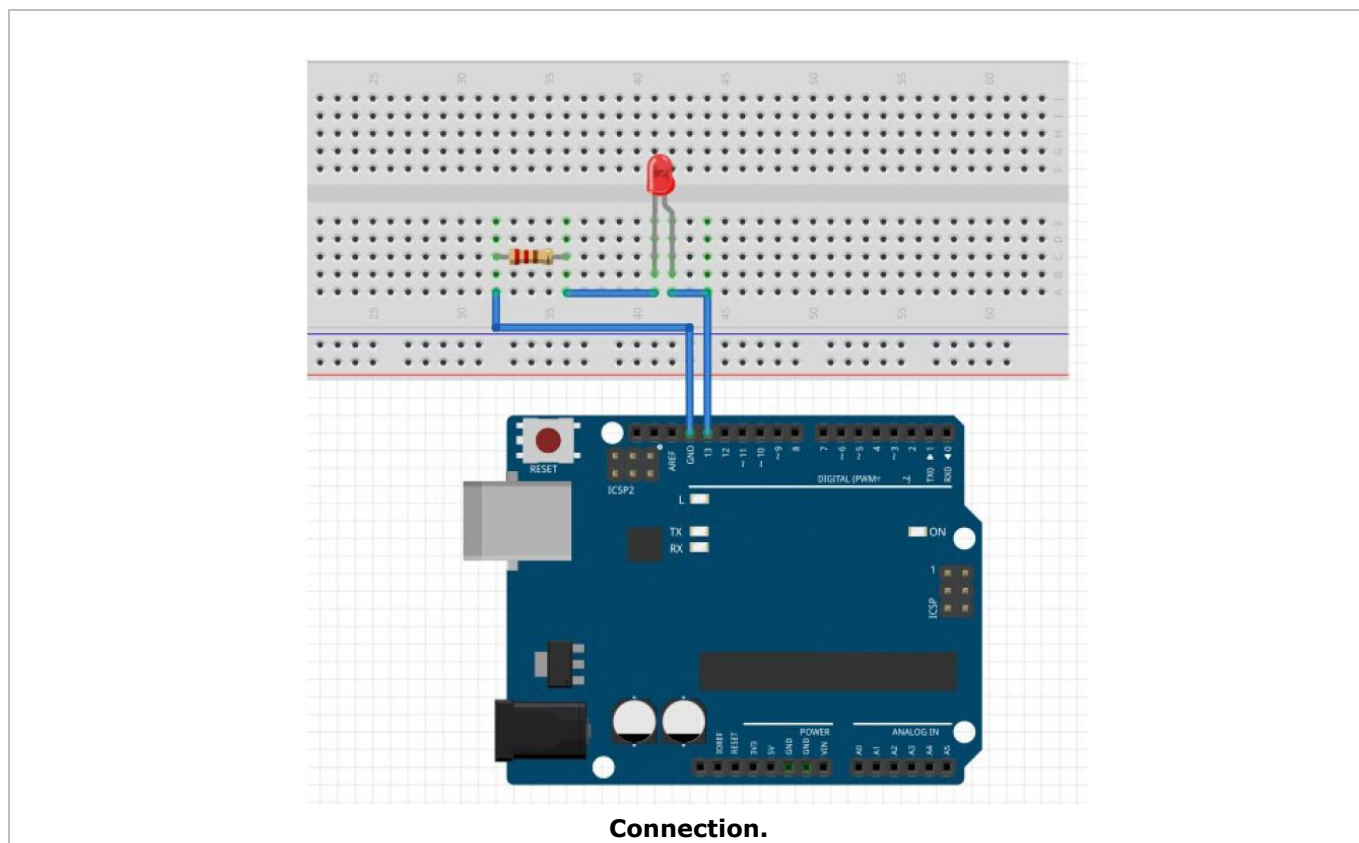 25 30 35 40 45 50 55 60
J
I
H
G
F
E
D
C
B
A
25 30 35 40 45 50 55 60
RESET
ICSP2
AREF GND 13 12 ~11 ~10 ~9 8 7 ~6 ~5 4 ~3 2 TX0 ▶ 1 RXD ◀ 0
DIGITAL (PWM=
L
TX
RX
ON
1
ICSP
POWER ANALOG IN
IOREF RESET 3V3 5V GND GND VIN A0 A1 A2 A3 A4 A5
Connection.